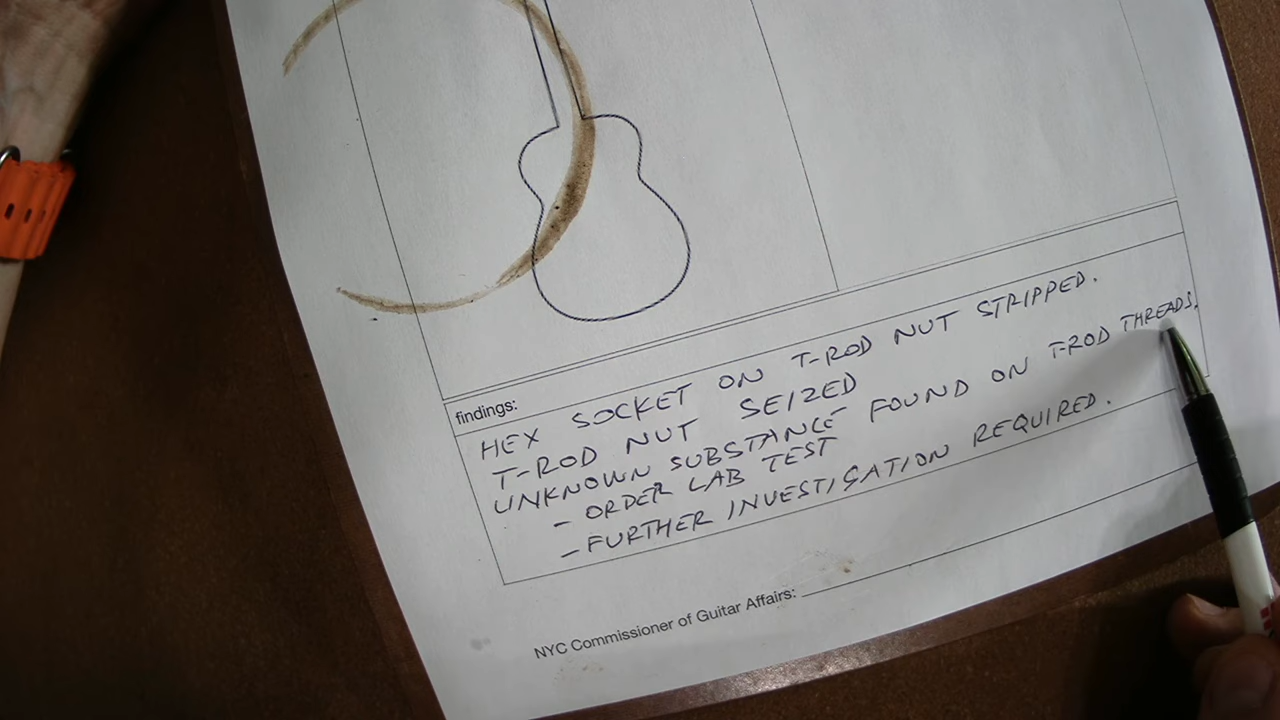 findings:
HEX SOCKET ON T-ROD NUT STRIPPED.
T-ROD NUT SEIZED
UNKNOWN SUBSTANCE FOUND ON T-ROD THREADS.
- ORDER LAB TEST
- FURTHER INVESTIGATION REQUIRED.
NYC Commissioner of Guitar Affairs: